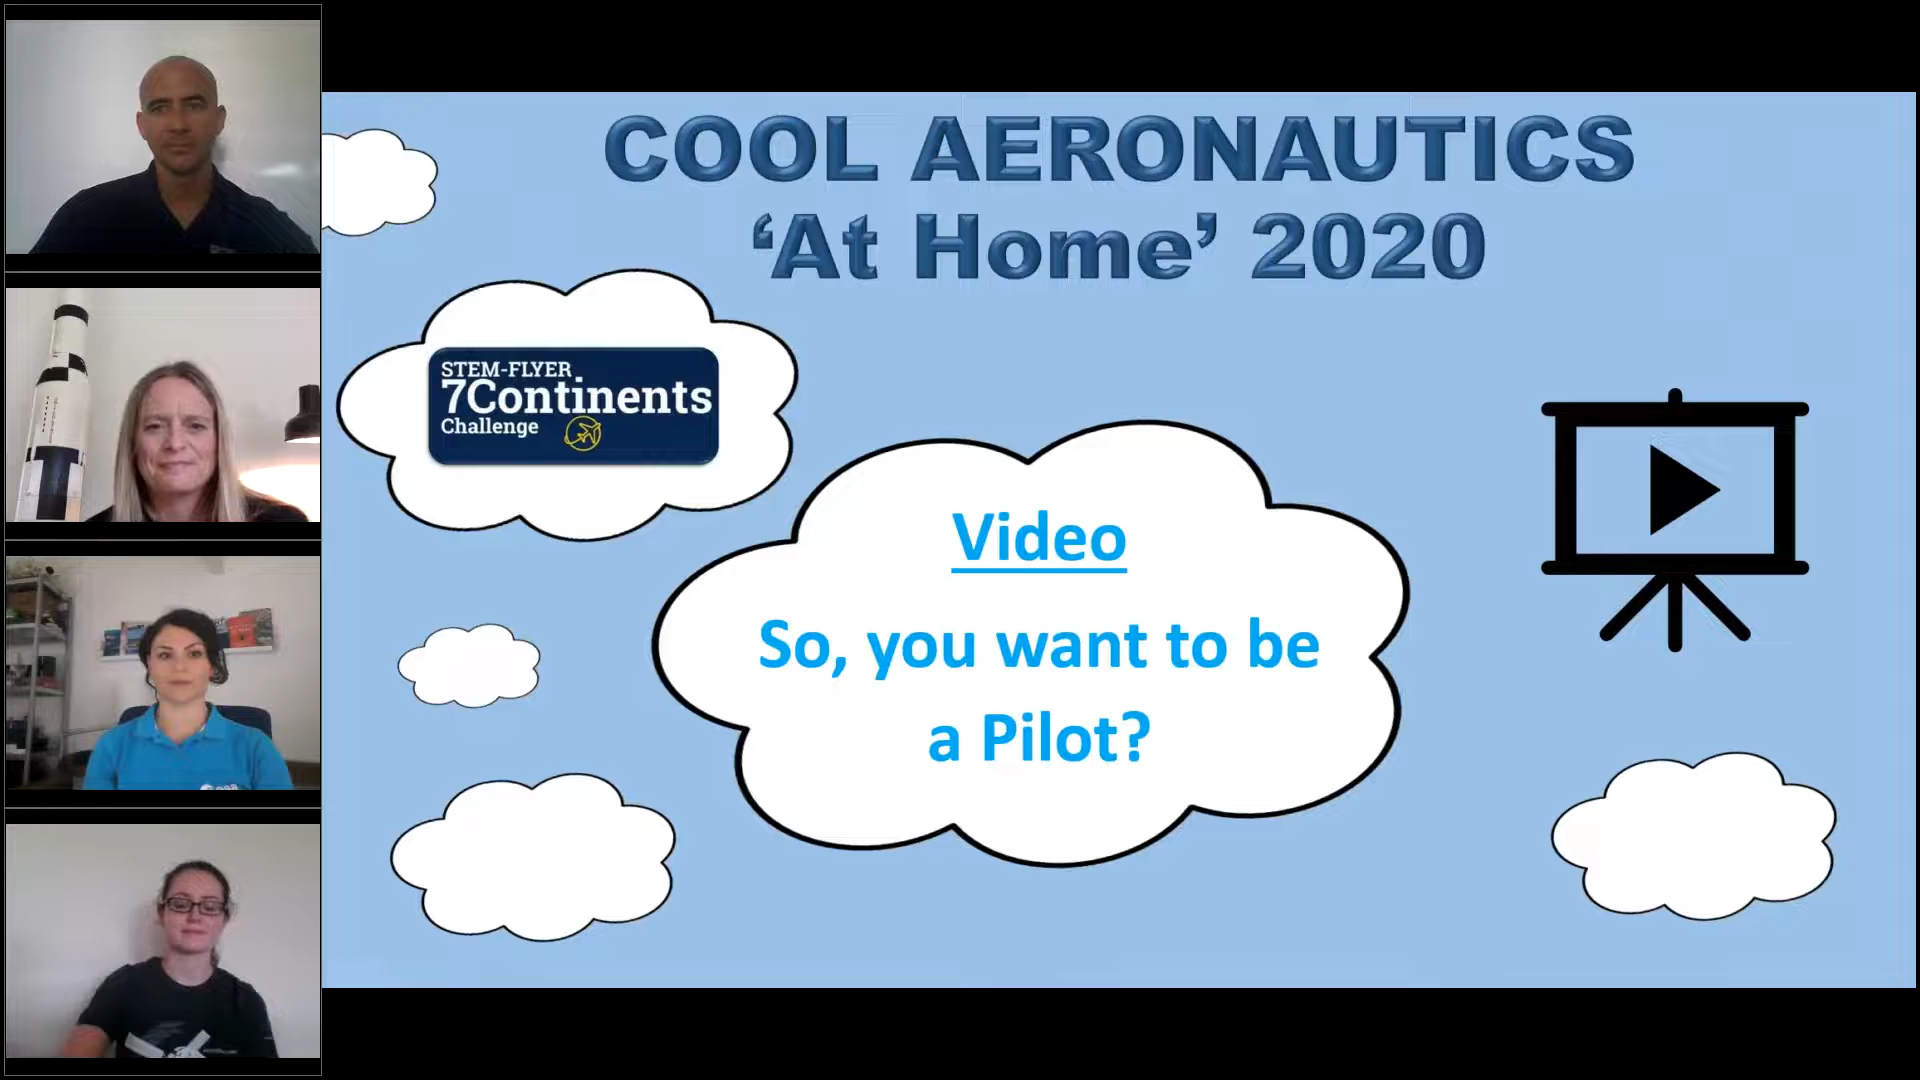 COOL AERONAUTICS
‘At Home’ 2020
STEM-FLYER
7Continents
Challenge
Video
So, you want to be
a Pilot?